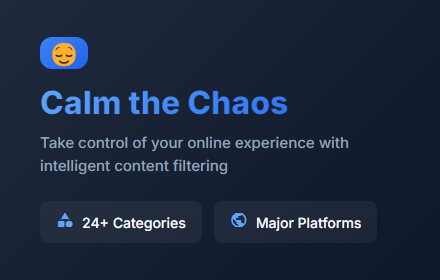 Calm the Chaos
Take control of your online experience with
intelligent content filtering
24+ Categories
Major Platforms